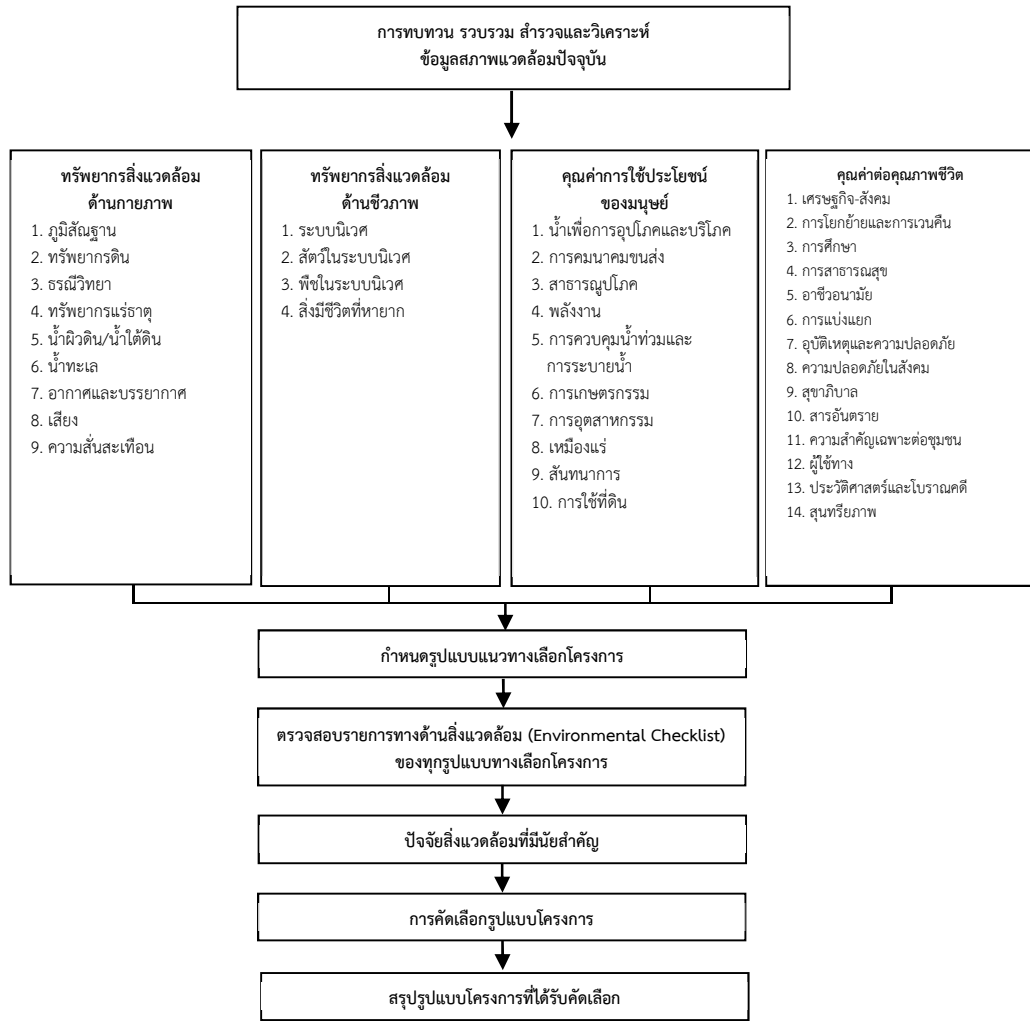 การทบทวน รวบรวม สำรวจและวิเคราะห์
ข้อมูลสภาพแวดล้อมปัจจุบัน
ทรัพยากรสิ่งแวดล้อม
ด้านกายภาพ
1. ภูมิสัณฐาน
2. ทรัพยากรดิน
3. ธรณีวิทยา
4. ทรัพยากรแร่ธาตุ
5. น้ำผิวดิน/น้ำใต้ดิน
6. น้ำทะเล
7. อากาศและบรรยากาศ
8. เสียง
9. ความสั่นสะเทือน
ทรัพยากรสิ่งแวดล้อม
ด้านชีวภาพ
1. ระบบนิเวศ
2. สัตว์ในระบบนิเวศ
3. พืชในระบบนิเวศ
4. สิ่งมีชีวิตที่หายาก
คุณค่าการใช้ประโยชน์
ของมนุษย์
1. น้ำเพื่อการอุปโภคและบริโภค
2. การคมนาคมขนส่ง
3. สาธารณูปโภค
4. พลังงาน
5. การควบคุมน้ำท่วมและ
การระบายน้ำ
6. การเกษตรกรรม
7. การอุตสาหกรรม
8. เหมืองแร่
9. สันทนาการ
10. การใช้ที่ดิน
คุณค่าต่อคุณภาพชีวิต
1. เศรษฐกิจ-สังคม
2. การโยกย้ายและการเวนคืน
3. การศึกษา
4. การสาธารณสุข
5. อาชีวอนามัย
6. การแบ่งแยก
7. อุบัติเหตุและความปลอดภัย
8. ความปลอดภัยในสังคม
9. สุขาภิบาล
10. สารอันตราย
11. ความสำคัญเฉพาะต่อชุมชน
12. ผู้ใช้ทาง
13. ประวัติศาสตร์และโบราณคดี
14. สุนทรียภาพ
กำหนดรูปแบบแนวทางเลือกโครงการ
ตรวจสอบรายการทางด้านสิ่งแวดล้อม (Environmental Checklist)
ของทุกรูปแบบทางเลือกโครงการ
ปัจจัยสิ่งแวดล้อมที่มีนัยสำคัญ
การคัดเลือกรูปแบบโครงการ
สรุปรูปแบบโครงการที่ได้รับคัดเลือก